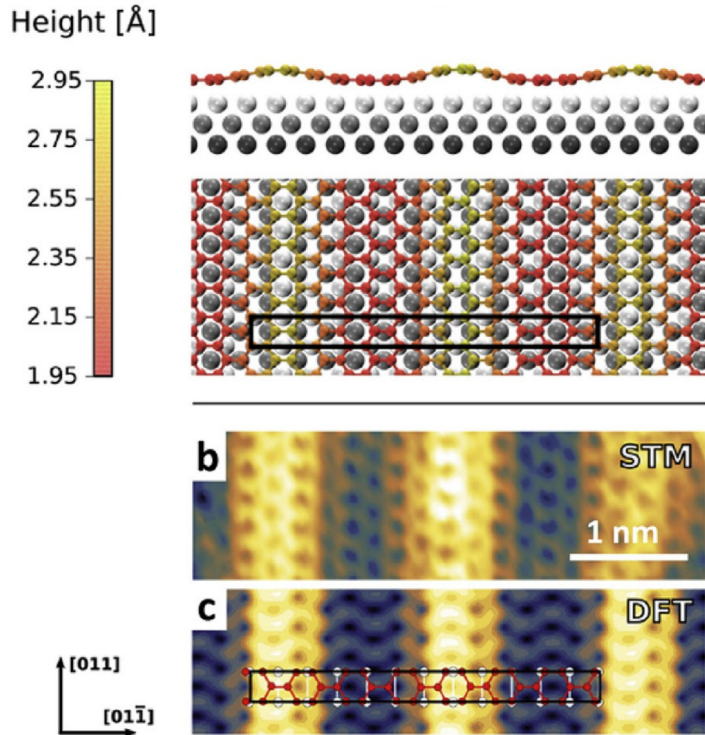 Height [Å]
2.95
2.75
2.55
2.35
2.15
1.95
b
STM
1 nm
c
DFT
[011]
[011̅]